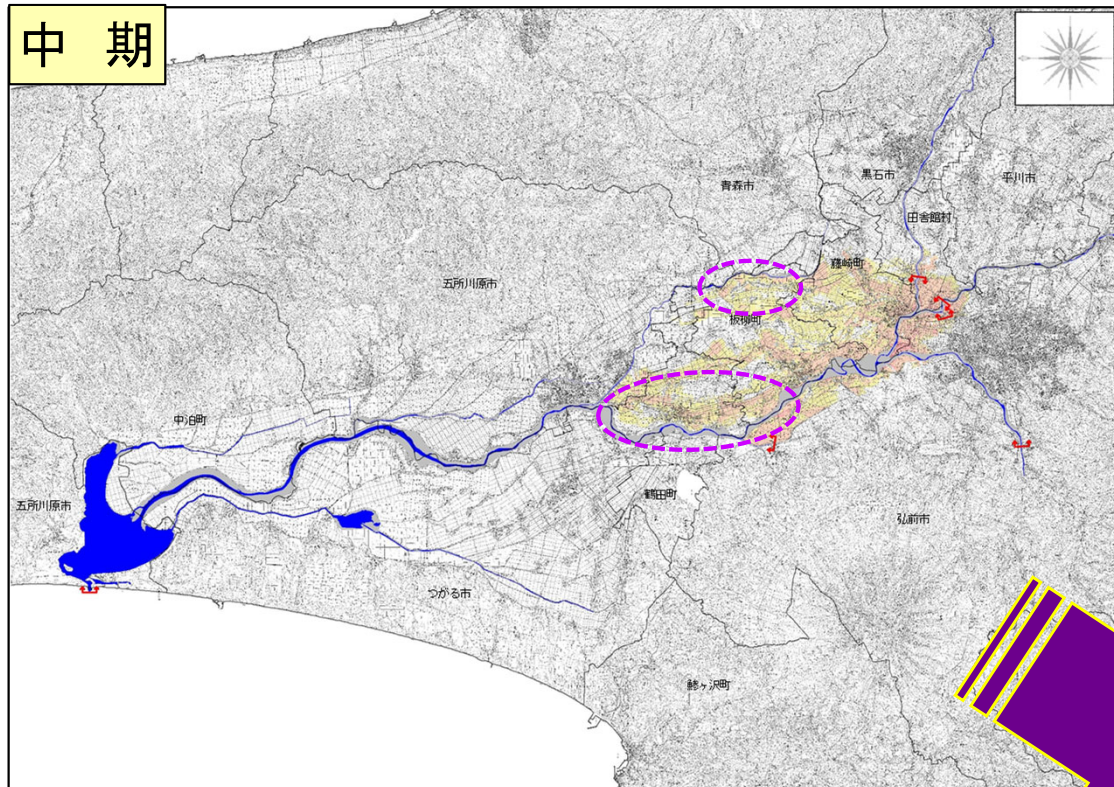 中　期
黒石市
平川市
青森市
田舎館村
藤崎町
五所川原市
板柳町
中泊町
鶴田町
五所川原市
弘前市
つがる市
鰺ヶ沢町